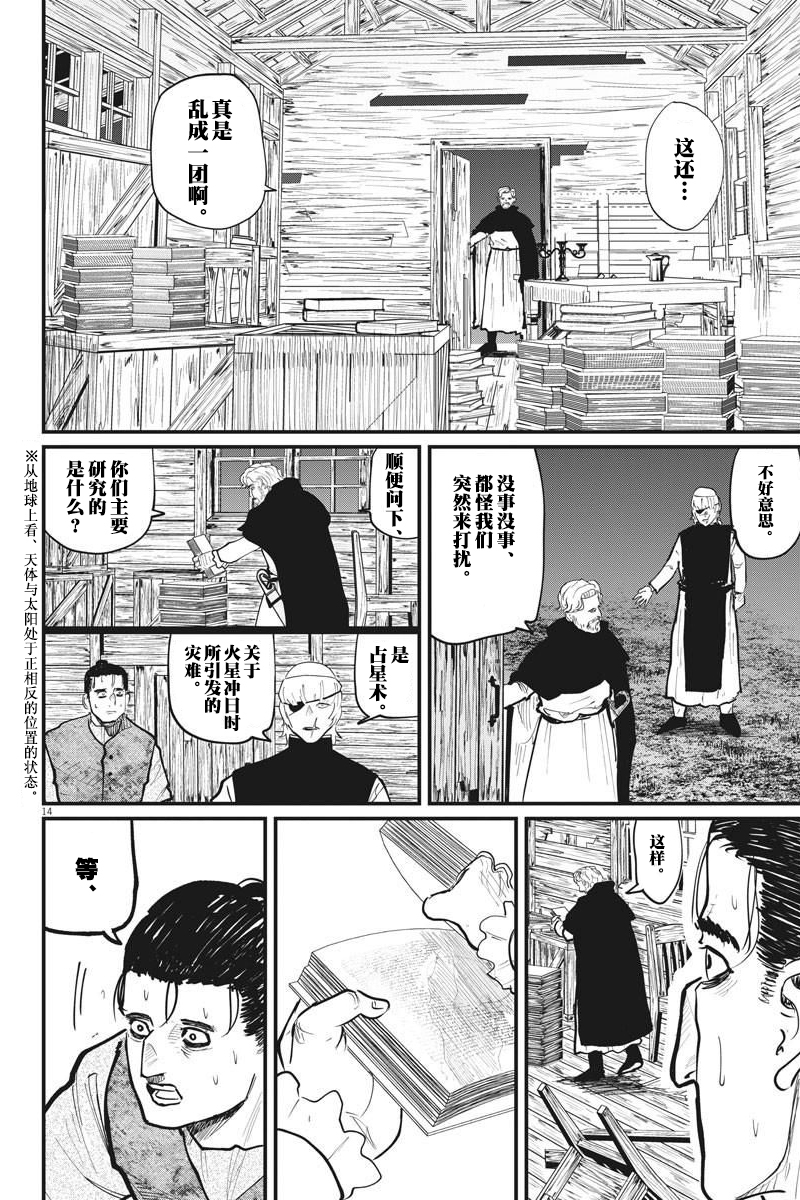 这还…
真是
乱成一团啊。
不好意思。
没事没事、
都怪我们
突然来打扰。
顺便问下、
你们主要
研究的
是什么？
是
占星术。
关于
火星冲日时
所引发的
灾难。
※从地球上看、天体与太阳处于正相反的位置的状态。
14
这样。
等、